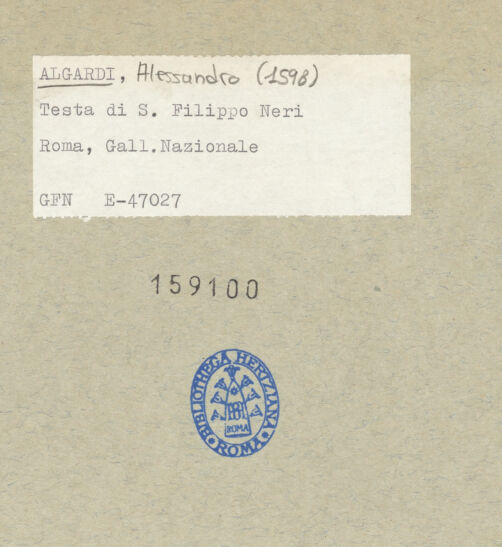 ALGARDI, Alessandro (1598)
Testa di S. Filippo Neri
Roma, Gall.Nazionale
GFN E-47027
159100
BIBLIOTHECA HERTZIANA
ROMA
ROMA